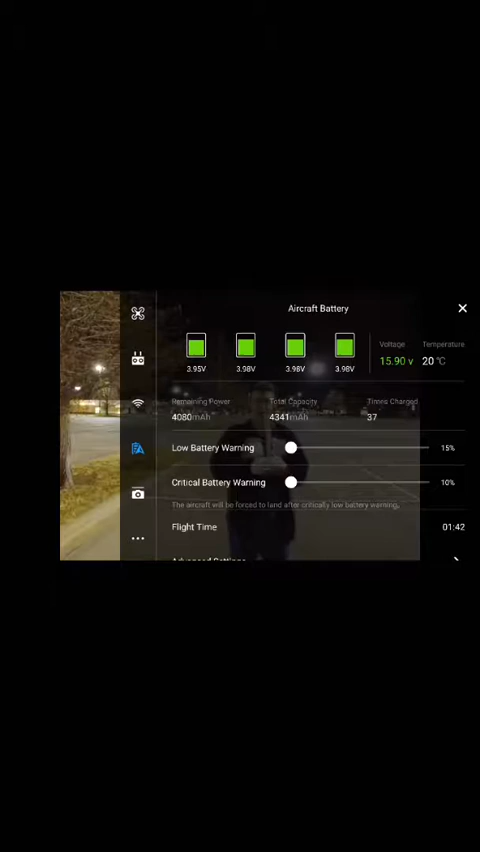 Aircraft Battery
3.95V 3.98V 3.98V 3.98V
Voltage Temperature
15.90 v 20 °C
Remaining Power Total Capacity Times Charged
4080mAh 4341mAh 37
Low Battery Warning 15%
Critical Battery Warning 10%
The aircraft will be forced to land after critically low battery warning.
Flight Time 01:42
Advanced Settings